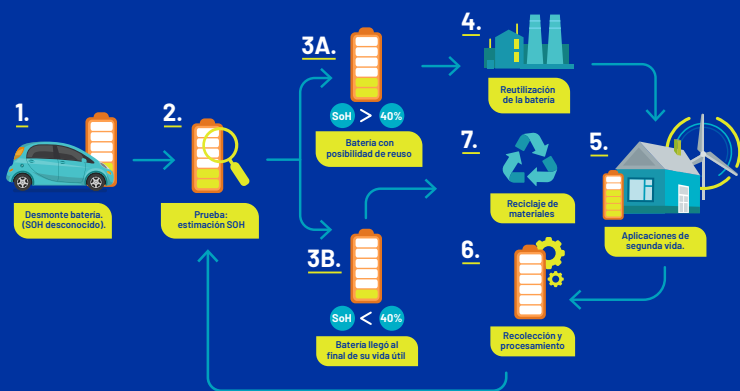 1.
Desmonte batería.
(SOH desconocido).
2.
Prueba:
estimación SOH
3A.
SoH > 40%
Batería con
posibilidad de reuso
3B.
SoH < 40%
Batería llegó al
final de su vida útil
4.
Reutilización
de la batería
5.
Aplicaciones de
segunda vida.
6.
Recolección y
procesamiento
7.
Reciclaje de
materiales